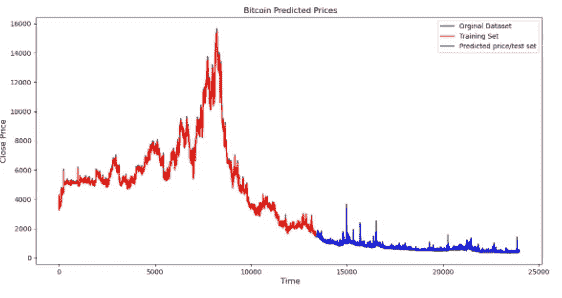 Bitcoin Predicted Prices
Orginal Dataset
Training Set
Predicted price/test set
16000
14000
12000
10000
8000
6000
4000
2000
0
Close Price
0 5000 10000 15000 20000 25000
Time